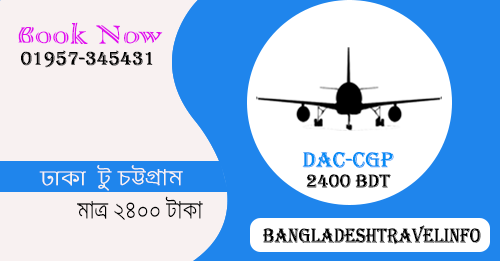 Book Now
01957-345431
ঢাকা টু চট্টগ্রাম
মাত্র ২৪০০ টাকা
DAC-CGP
2400 BDT
BANGLADESHTRAVELINFO